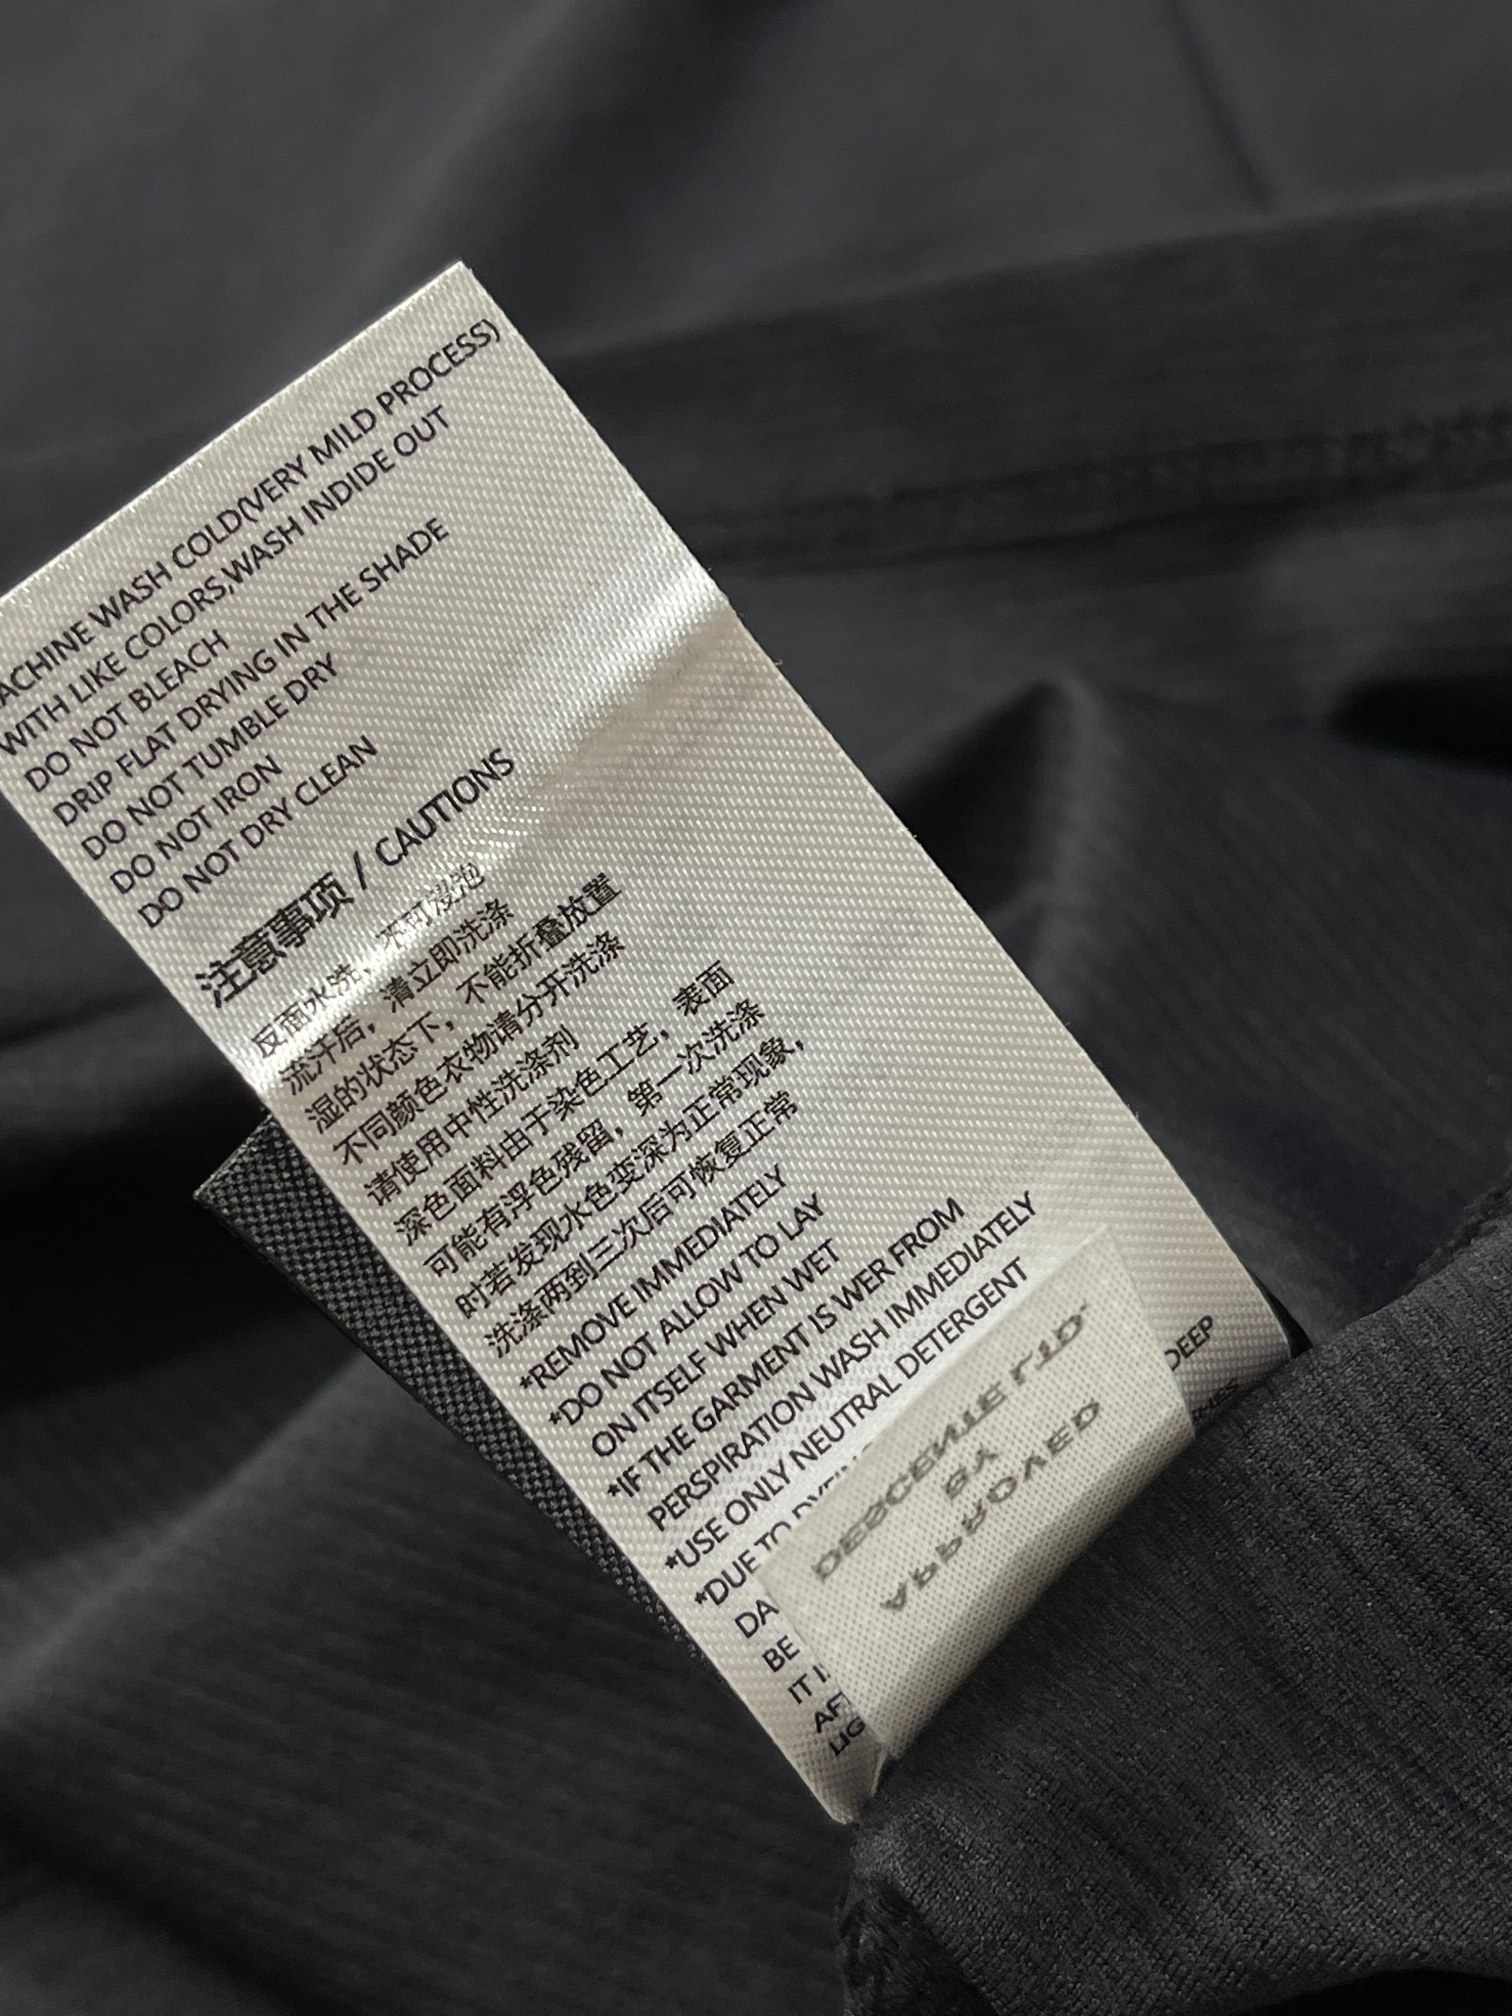 ACHINE WASH COLD(VERY MILD PROCESS)
WITH LIKE COLORS,WASH INDIDE OUT
DO NOT BLEACH
DRIP FLAT DRYING IN THE SHADE
DO NOT TUMBLE DRY
DO NOT IRON
DO NOT DRY CLEAN
注意事项 / CAUTIONS
反面水洗、不可浸泡
流汗后，请立即洗涤
湿的状态下，不能折叠放置
不同颜色衣物请分开洗涤
请使用中性洗涤剂
深色面料由于染色工艺，表面
可能有浮色残留，第一次洗涤
时若发现水色变深为正常现象，
洗涤两到三次后可恢复正常
*REMOVE IMMEDIATELY
*DO NOT ALLOW TO LAY
ON ITSELF WHEN WET
*IF THE GARMENT IS WER FROM
PERSPIRATION WASH IMMEDIATELY
*USE ONLY NEUTRAL DETERGENT
*DUE TO DEEP
DA
BE
IT
AF
LIG
APPROVED
BY
DESCENTE LTD